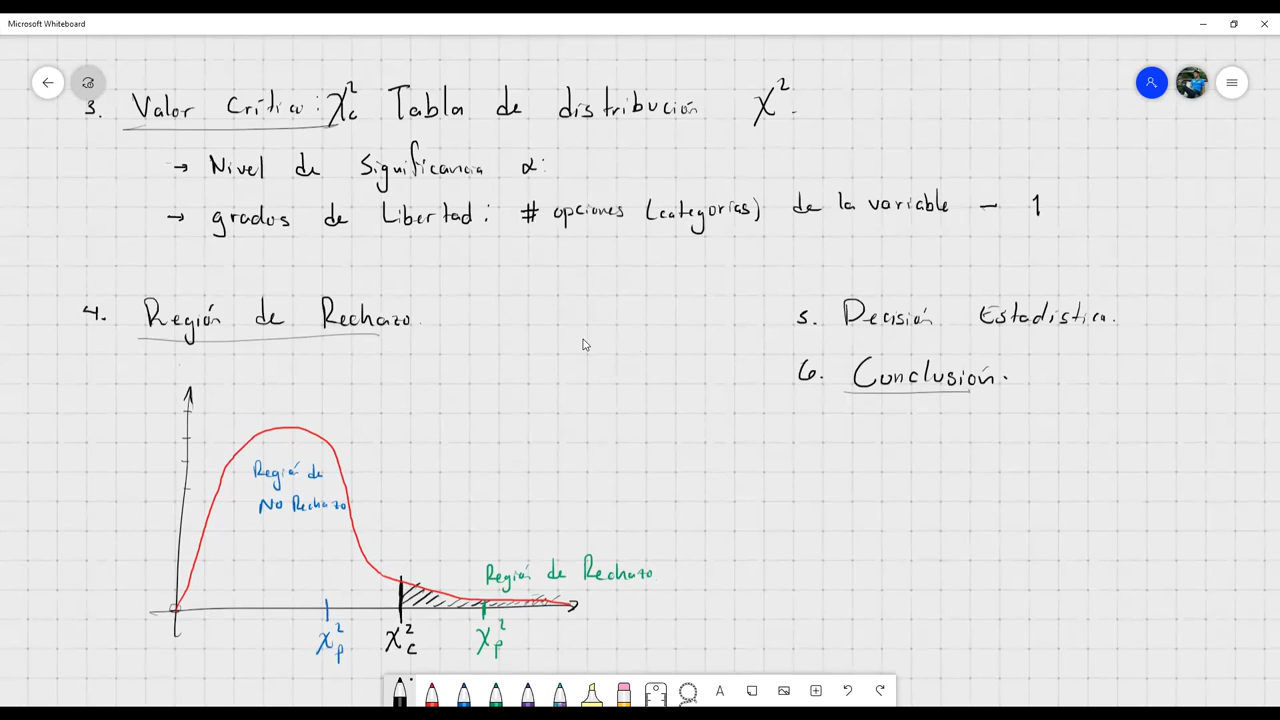 Microsoft Whiteboard
3. Valor Crítico: χ²c Tabla de distribución χ².
→ Nivel de Significancia α:
→ grados de Libertad: # opciones (categorías) de la variable - 1
4. Región de Rechazo.
5. Decisión Estadística.
6. Conclusión.
Región de
No Rechazo
Región de Rechazo
χ²p χ²c χ²p
A